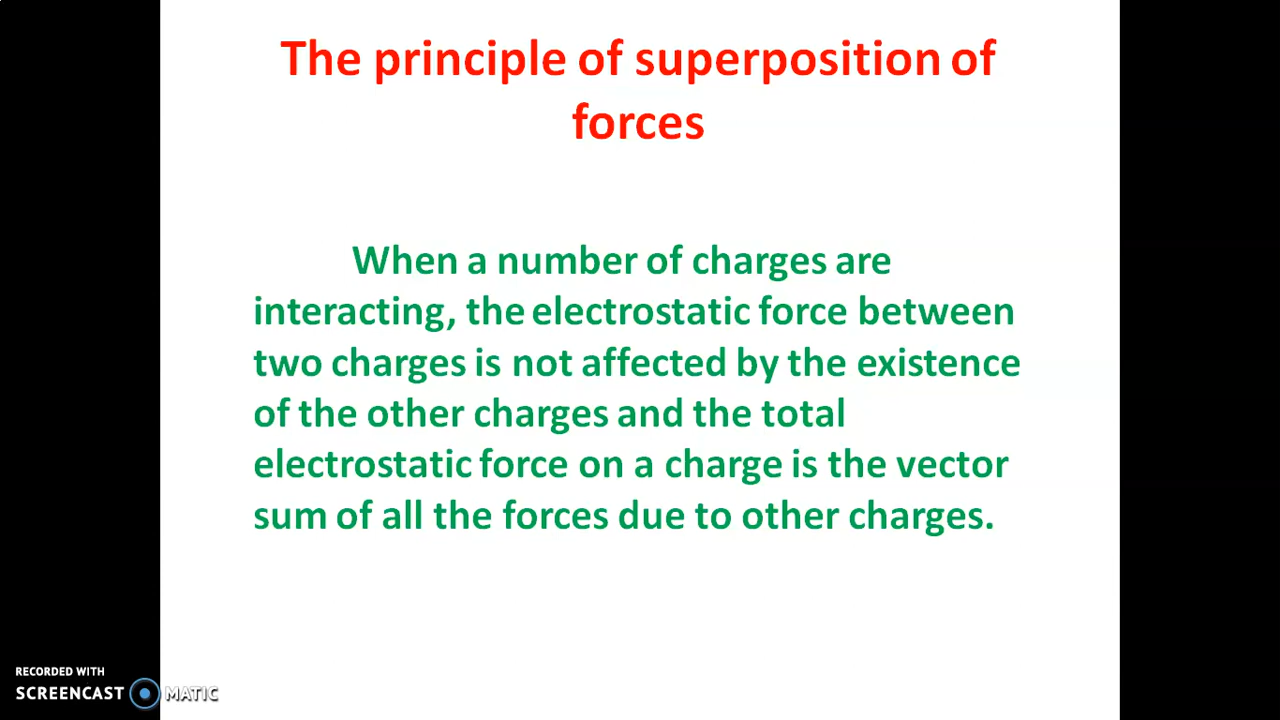 The principle of superposition of
forces
When a number of charges are
interacting, the electrostatic force between
two charges is not affected by the existence
of the other charges and the total
electrostatic force on a charge is the vector
sum of all the forces due to other charges.
RECORDED WITH
SCREENCAST MATIC